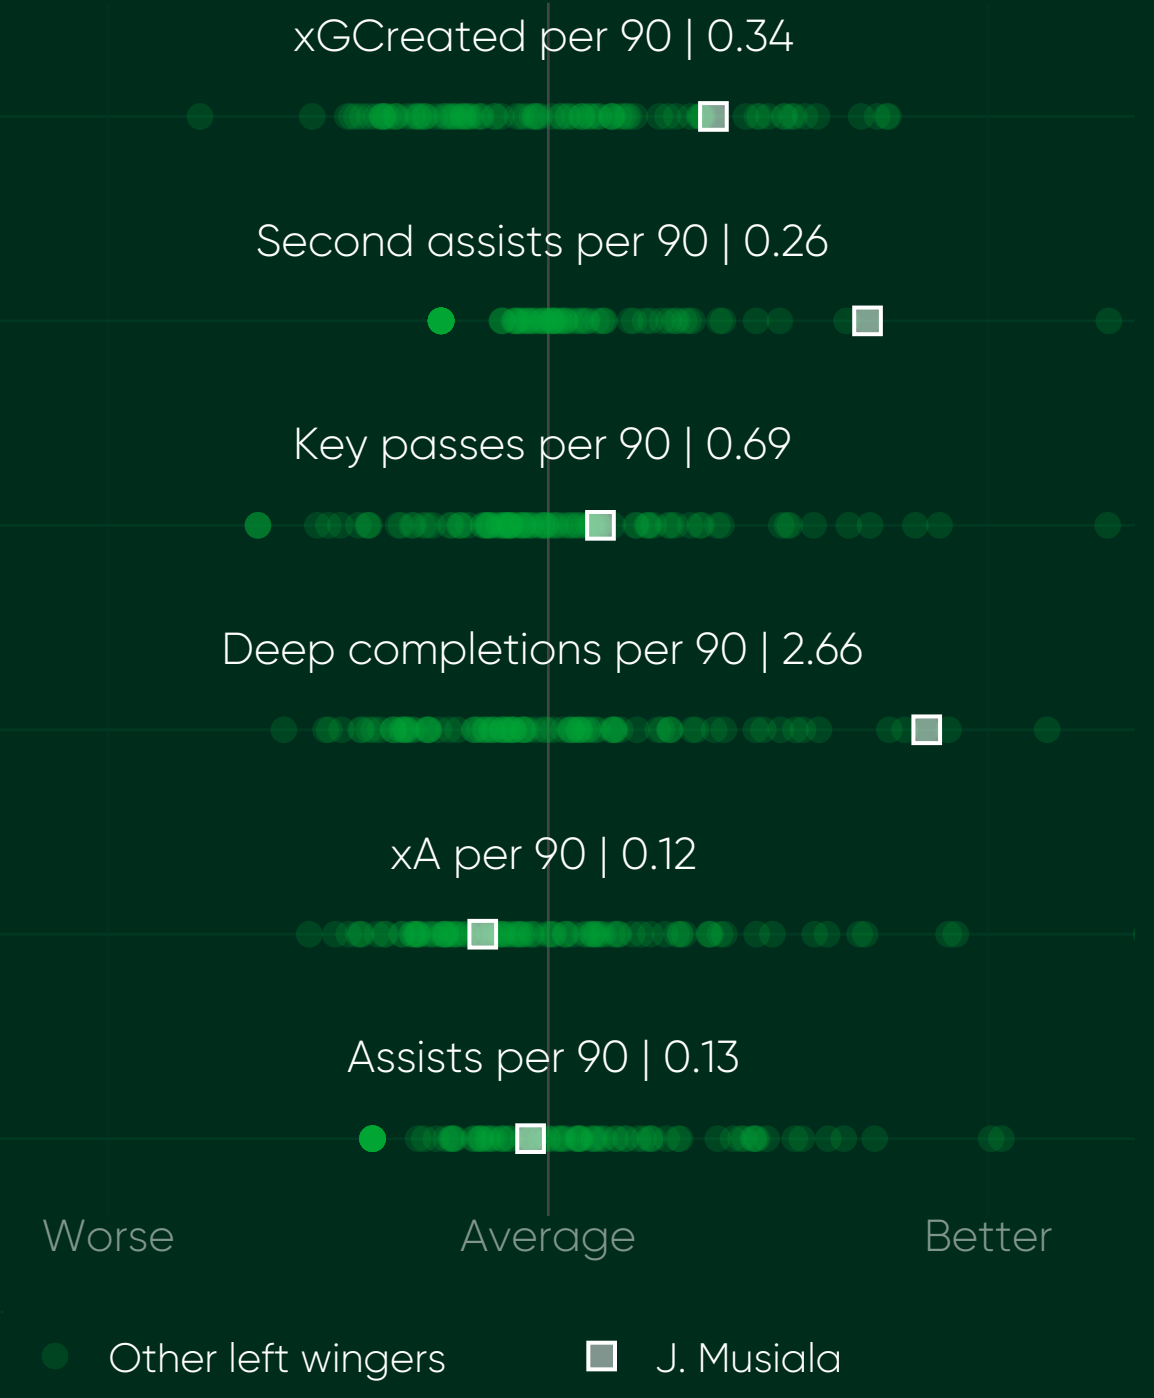 xGCreated per 90 | 0.34
Second assists per 90 | 0.26
Key passes per 90 | 0.69
Deep completions per 90 | 2.66
xA per 90 | 0.12
Assists per 90 | 0.13
Worse Average Better
Other left wingers J. Musiala